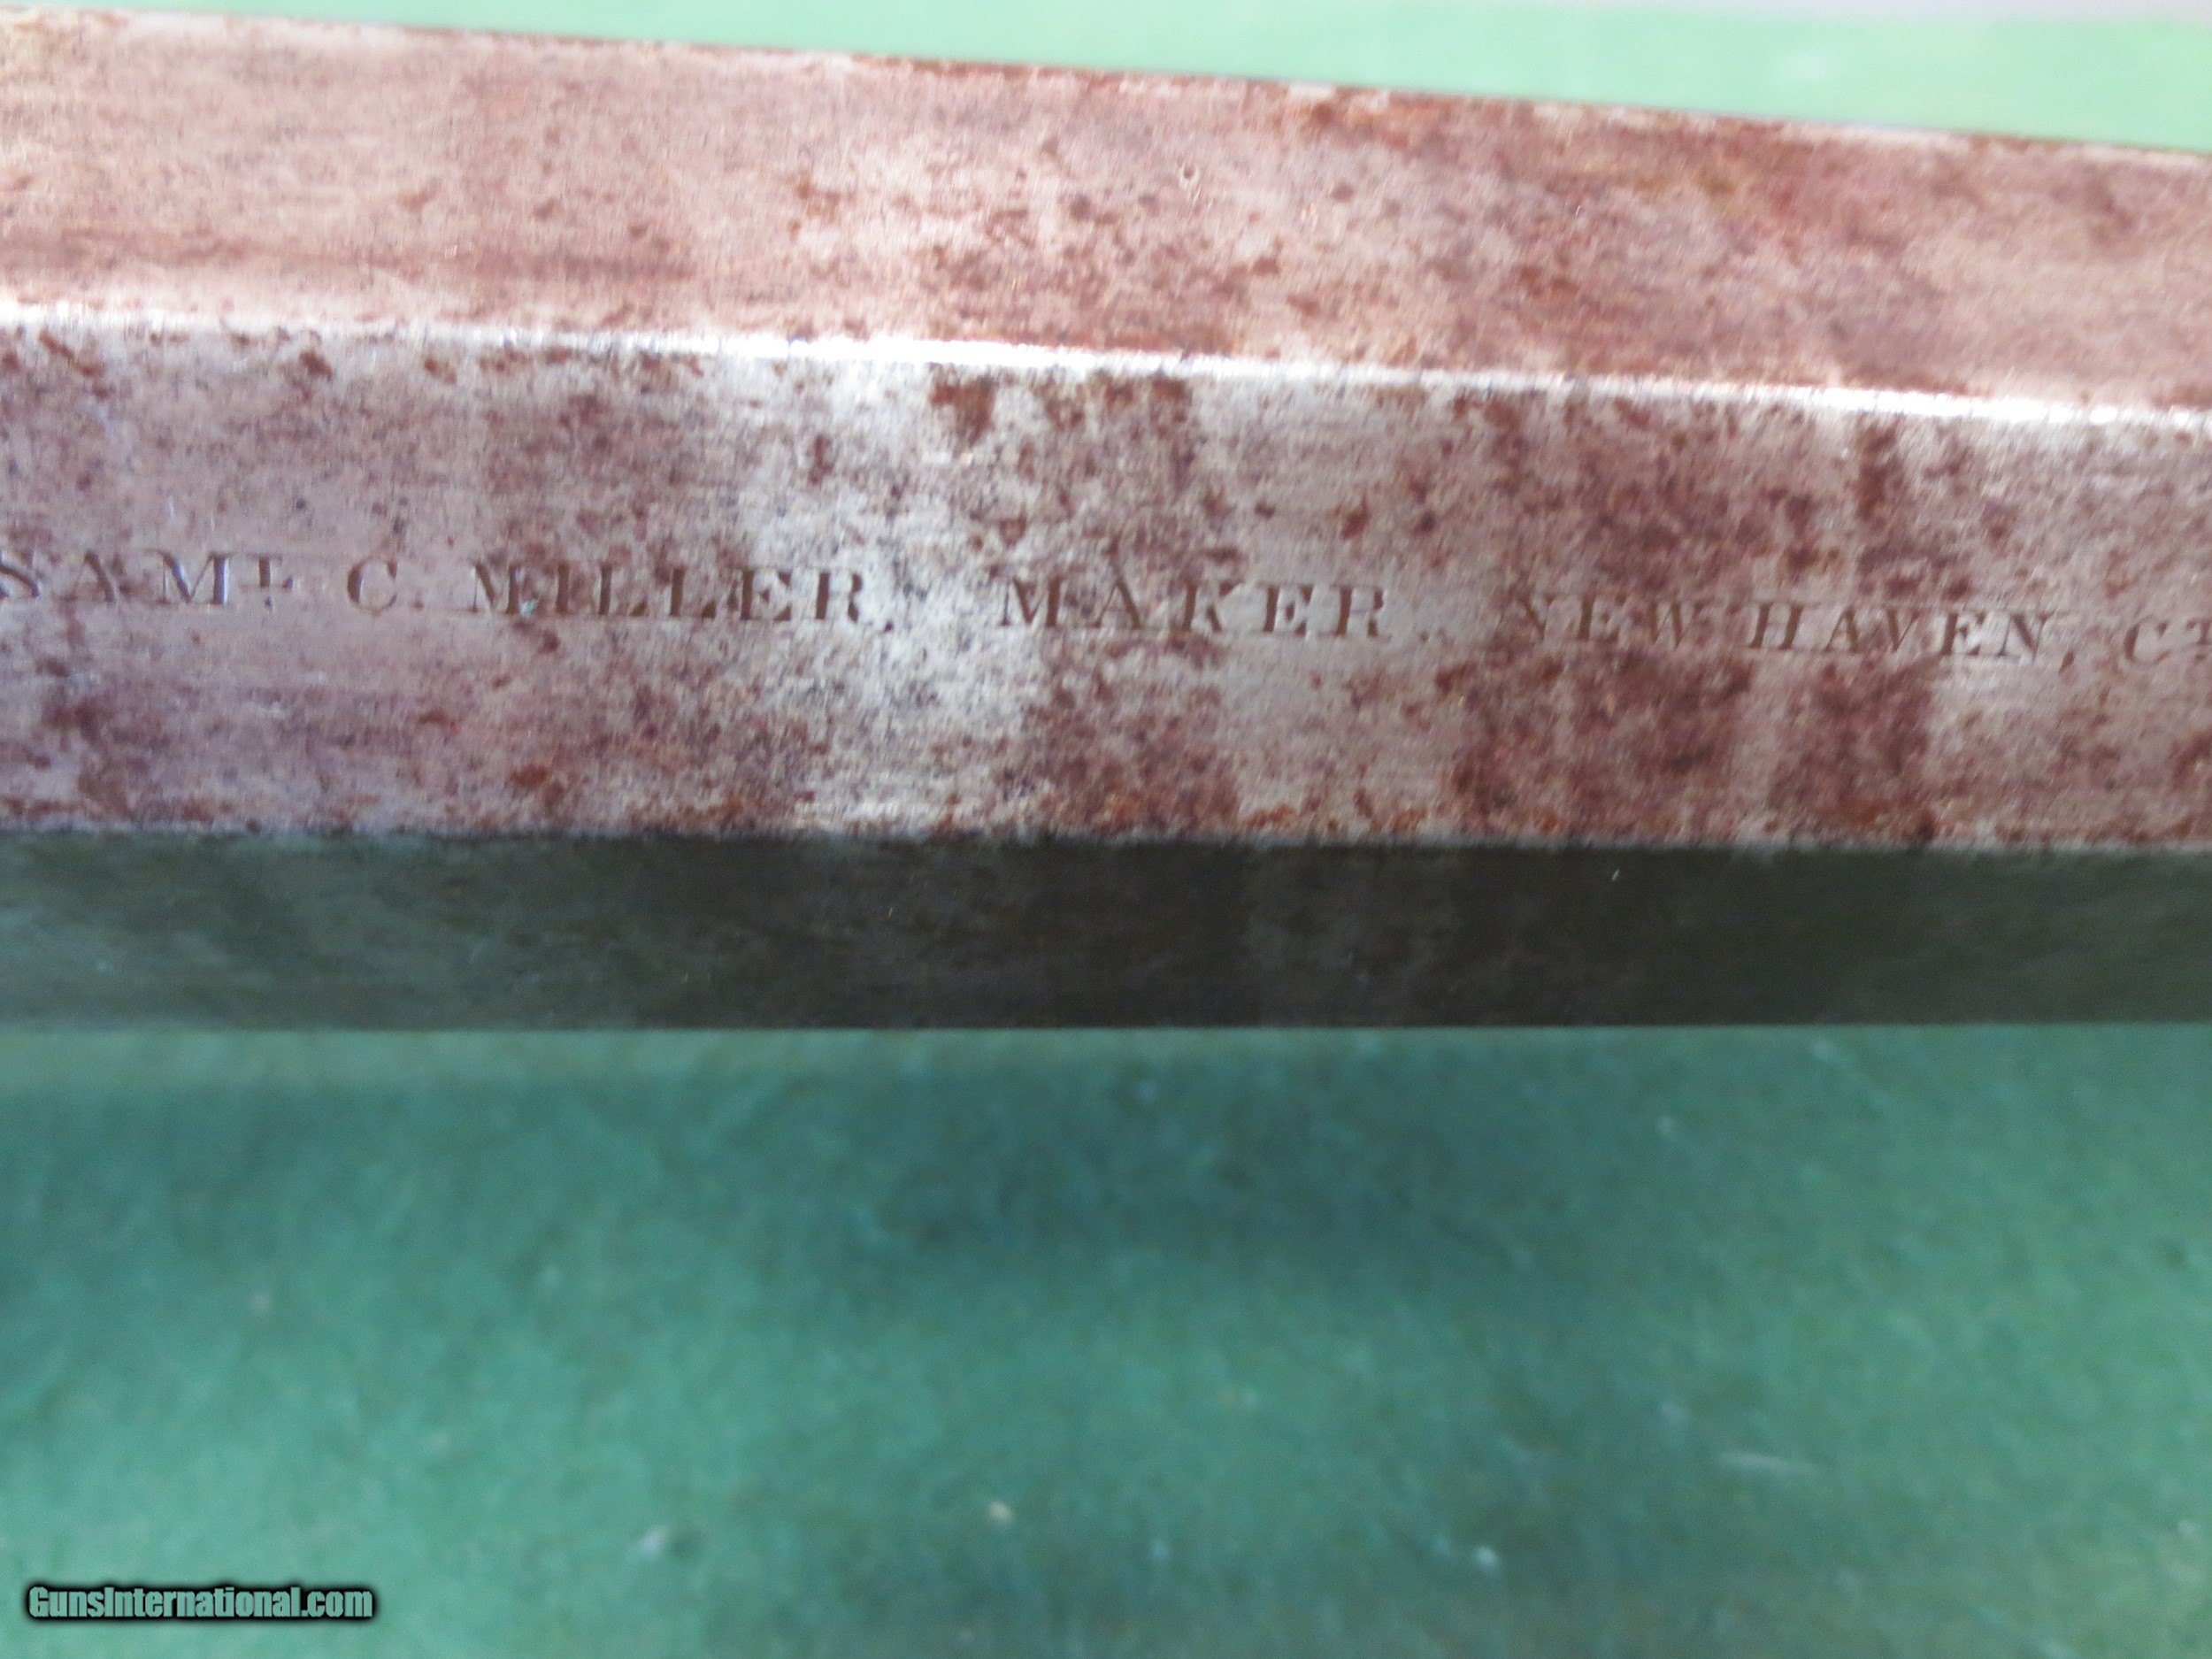 SAMᴸ C. MILLER. MAKER. NEW HAVEN, Cᵀ
GunsInternational.com